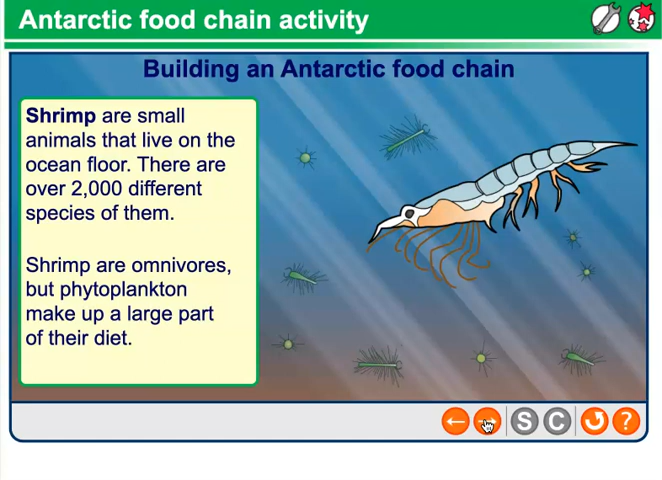 Antarctic food chain activity
Building an Antarctic food chain
Shrimp are small
animals that live on the
ocean floor. There are
over 2,000 different
species of them.
Shrimp are omnivores,
but phytoplankton
make up a large part
of their diet.
S C ?